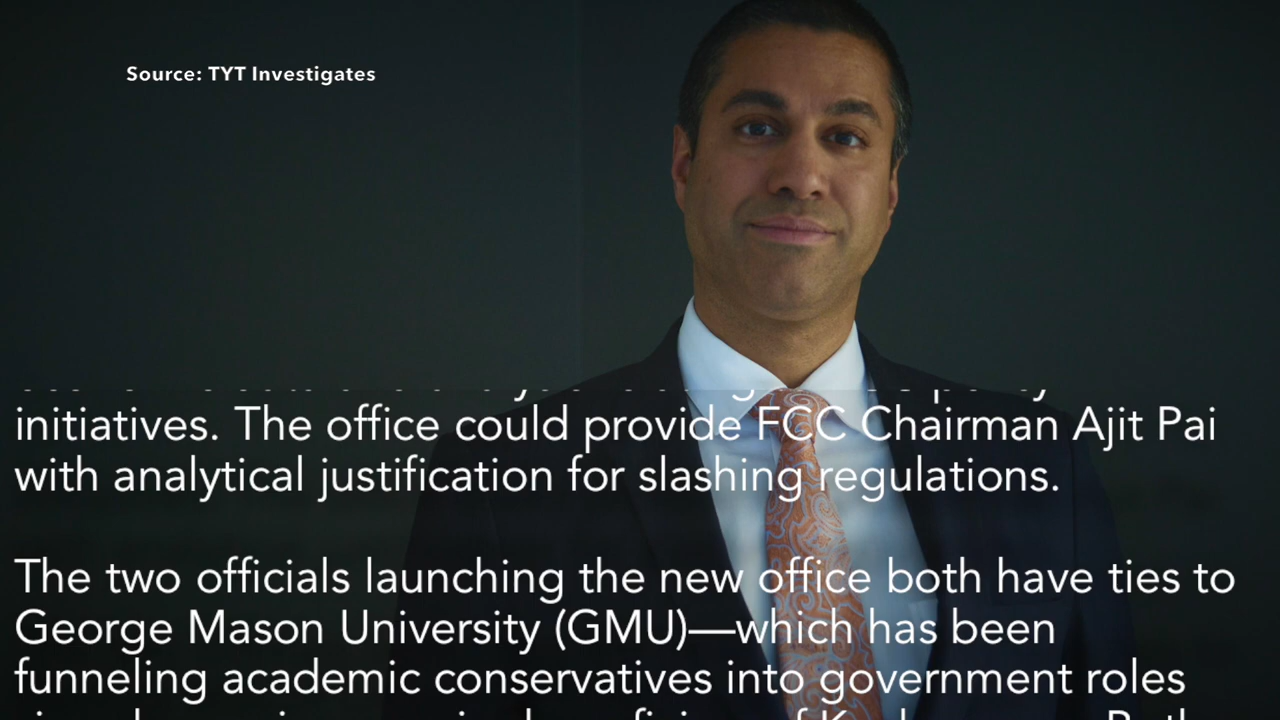 Source: TYT Investigates
initiatives. The office could provide FCC Chairman Ajit Pai
with analytical justification for slashing regulations.
The two officials launching the new office both have ties to
George Mason University (GMU)—which has been
funneling academic conservatives into government roles